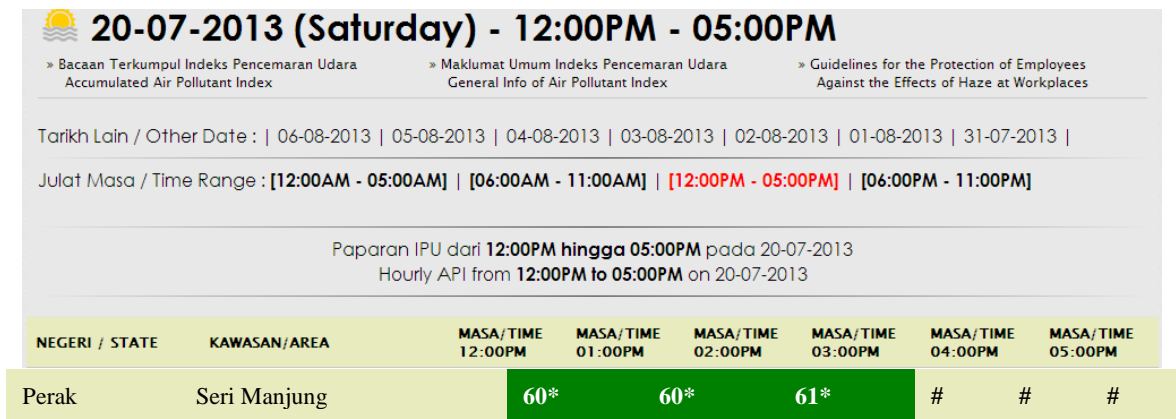 20-07-2013 (Saturday) - 12:00PM - 05:00PM
» Bacaan Terkumpul Indeks Pencemaran Udara
Accumulated Air Pollutant Index
» Maklumat Umum Indeks Pencemaran Udara
General Info of Air Pollutant Index
» Guidelines for the Protection of Employees
Against the Effects of Haze at Workplaces
Tarikh Lain / Other Date : | 06-08-2013 | 05-08-2013 | 04-08-2013 | 03-08-2013 | 02-08-2013 | 01-08-2013 | 31-07-2013 |
Julat Masa / Time Range : [12:00AM - 05:00AM] | [06:00AM - 11:00AM] | [12:00PM - 05:00PM] | [06:00PM - 11:00PM]
Paparan IPU dari 12:00PM hingga 05:00PM pada 20-07-2013
Hourly API from 12:00PM to 05:00PM on 20-07-2013
NEGERI / STATE KAWASAN/AREA MASA/TIME 12:00PM MASA/TIME 01:00PM MASA/TIME 02:00PM MASA/TIME 03:00PM MASA/TIME 04:00PM MASA/TIME 05:00PM
Perak Seri Manjung 60* 60* 61* # # #